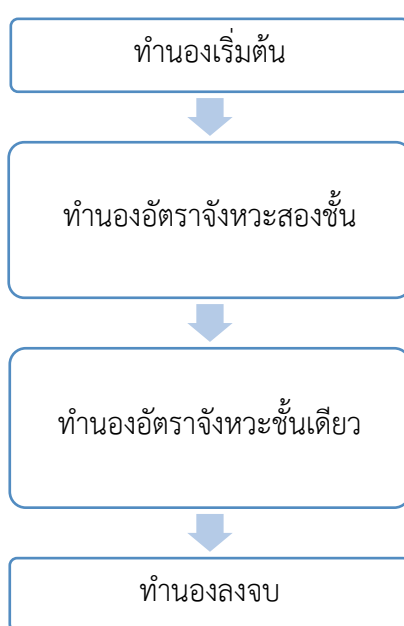 ทำนองเริ่มต้น
ทำนองอัตราจังหวะสองชั้น
ทำนองอัตราจังหวะชั้นเดียว
ทำนองลงจบ